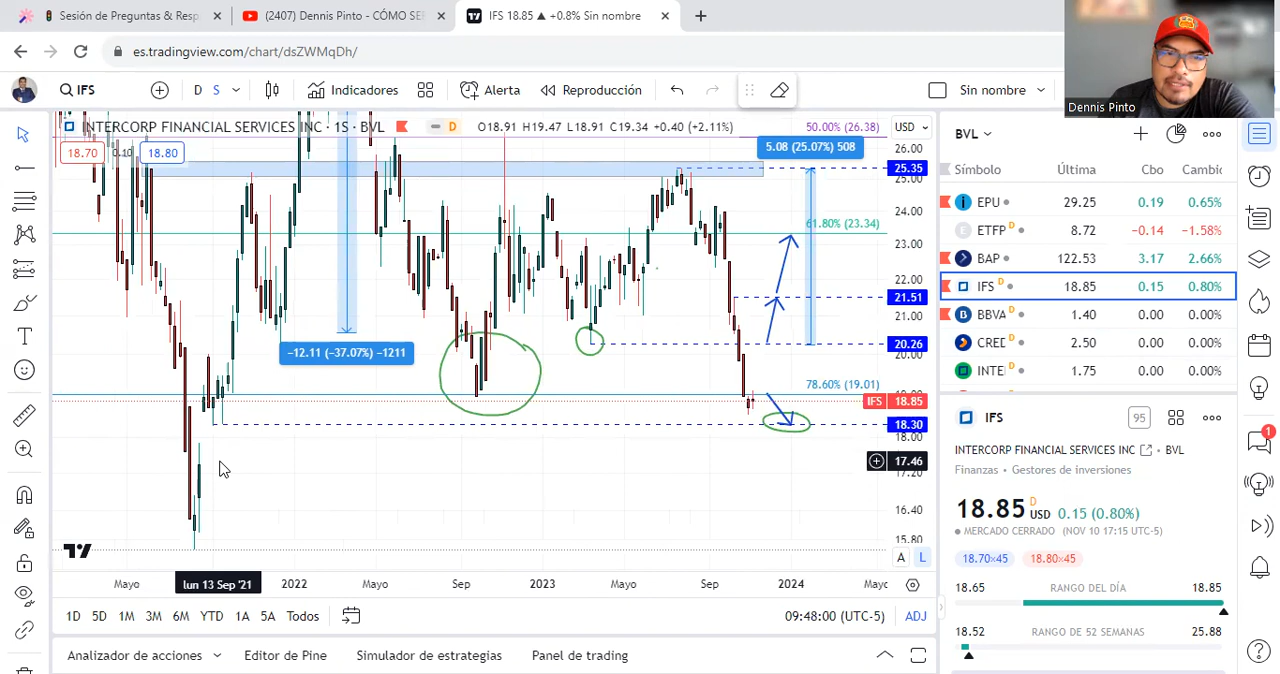 Sesión de Preguntas & Resp
(2407) Dennis Pinto - CÓMO SER
IFS 18.85 ▲ +0.8% Sin nombre
es.tradingview.com/chart/dsZWMqDh/
IFS
D S
Indicadores
Alerta
Reproducción
Sin nombre
Dennis Pinto
INTERCORP FINANCIAL SERVICES INC · 1S · BVL
D
O18.91 H19.47 L18.91 C19.34 +0.40 (+2.11%)
50.00% (26.38)
USD
18.70 0.10 18.80
5.08 (25.07%) 508
26.00
25.35
25.00
24.00
61.80% (23.34)
23.00
22.00
21.51
21.00
20.26
20.00
−12.11 (−37.07%) −1211
78.60% (19.01)
IFS 18.85
18.30
18.00
17.46
17.20
16.40
15.80
A L
Mayo
lun 13 Sep '21
2022
Mayo
Sep
2023
Mayo
Sep
2024
Mayo
1D 5D 1M 3M 6M YTD 1A 5A Todos
09:48:00 (UTC-5)
ADJ
Analizador de acciones
Editor de Pine
Simulador de estrategias
Panel de trading
BVL
Símbolo Última Cbo Cambic
EPU 29.25 0.19 0.65%
ETFP D 8.72 −0.14 −1.58%
BAP 122.53 3.17 2.66%
IFS D 18.85 0.15 0.80%
BBVA D 1.40 0.00 0.00%
CRED D 2.50 0.00 0.00%
INTE D 1.75 0.00 0.00%
IFS
95
INTERCORP FINANCIAL SERVICES INC · BVL
Finanzas · Gestores de inversiones
18.85 D USD 0.15 (0.80%)
MERCADO CERRADO (NOV 10 17:15 UTC-5)
18.70×45 18.80×45
18.65 RANGO DEL DÍA 18.85
18.52 RANGO DE 52 SEMANAS 25.88
1